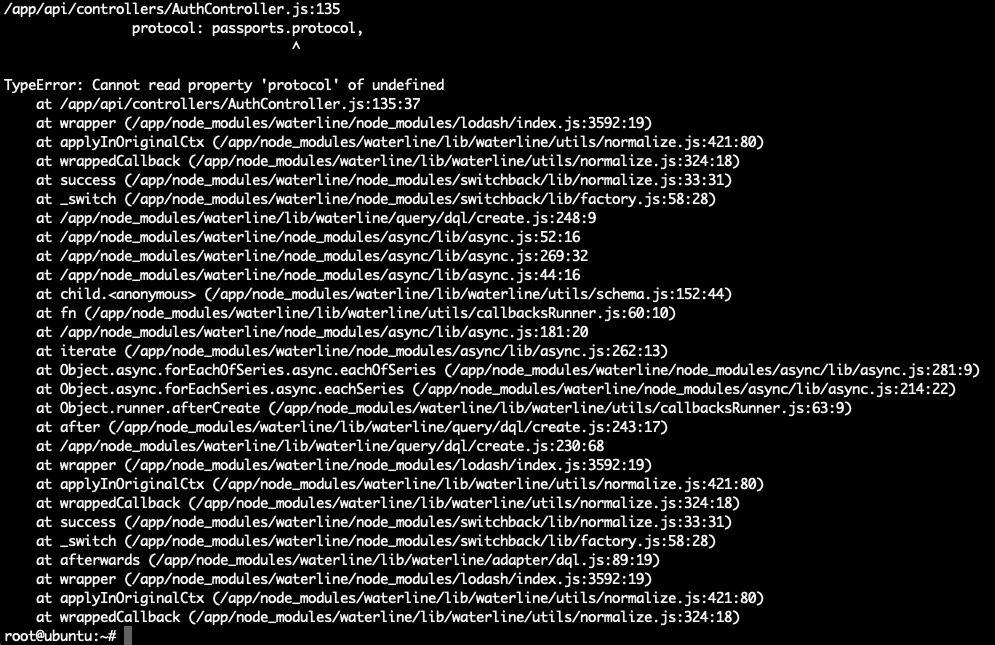 /app/api/controllers/AuthController.js:135
protocol: passports.protocol,
^
TypeError: Cannot read property 'protocol' of undefined
at /app/api/controllers/AuthController.js:135:37
at wrapper (/app/node_modules/waterline/node_modules/lodash/index.js:3592:19)
at applyInOriginalCtx (/app/node_modules/waterline/lib/waterline/utils/normalize.js:421:80)
at wrappedCallback (/app/node_modules/waterline/lib/waterline/utils/normalize.js:324:18)
at success (/app/node_modules/waterline/node_modules/switchback/lib/normalize.js:33:31)
at _switch (/app/node_modules/waterline/node_modules/switchback/lib/factory.js:58:28)
at /app/node_modules/waterline/lib/waterline/query/dql/create.js:248:9
at /app/node_modules/waterline/node_modules/async/lib/async.js:52:16
at /app/node_modules/waterline/node_modules/async/lib/async.js:269:32
at /app/node_modules/waterline/node_modules/async/lib/async.js:44:16
at child.<anonymous> (/app/node_modules/waterline/lib/waterline/utils/schema.js:152:44)
at fn (/app/node_modules/waterline/lib/waterline/utils/callbacksRunner.js:60:10)
at /app/node_modules/waterline/node_modules/async/lib/async.js:181:20
at iterate (/app/node_modules/waterline/node_modules/async/lib/async.js:262:13)
at Object.async.forEachOfSeries.async.eachOfSeries (/app/node_modules/waterline/node_modules/async/lib/async.js:281:9)
at Object.async.forEachSeries.async.eachSeries (/app/node_modules/waterline/node_modules/async/lib/async.js:214:22)
at Object.runner.afterCreate (/app/node_modules/waterline/lib/waterline/utils/callbacksRunner.js:63:9)
at after (/app/node_modules/waterline/lib/waterline/query/dql/create.js:243:17)
at /app/node_modules/waterline/lib/waterline/query/dql/create.js:230:68
at wrapper (/app/node_modules/waterline/node_modules/lodash/index.js:3592:19)
at applyInOriginalCtx (/app/node_modules/waterline/lib/waterline/utils/normalize.js:421:80)
at wrappedCallback (/app/node_modules/waterline/lib/waterline/utils/normalize.js:324:18)
at success (/app/node_modules/waterline/node_modules/switchback/lib/normalize.js:33:31)
at _switch (/app/node_modules/waterline/node_modules/switchback/lib/factory.js:58:28)
at afterwards (/app/node_modules/waterline/lib/waterline/adapter/dql.js:89:19)
at wrapper (/app/node_modules/waterline/node_modules/lodash/index.js:3592:19)
at applyInOriginalCtx (/app/node_modules/waterline/lib/waterline/utils/normalize.js:421:80)
at wrappedCallback (/app/node_modules/waterline/lib/waterline/utils/normalize.js:324:18)
root@ubuntu:~#